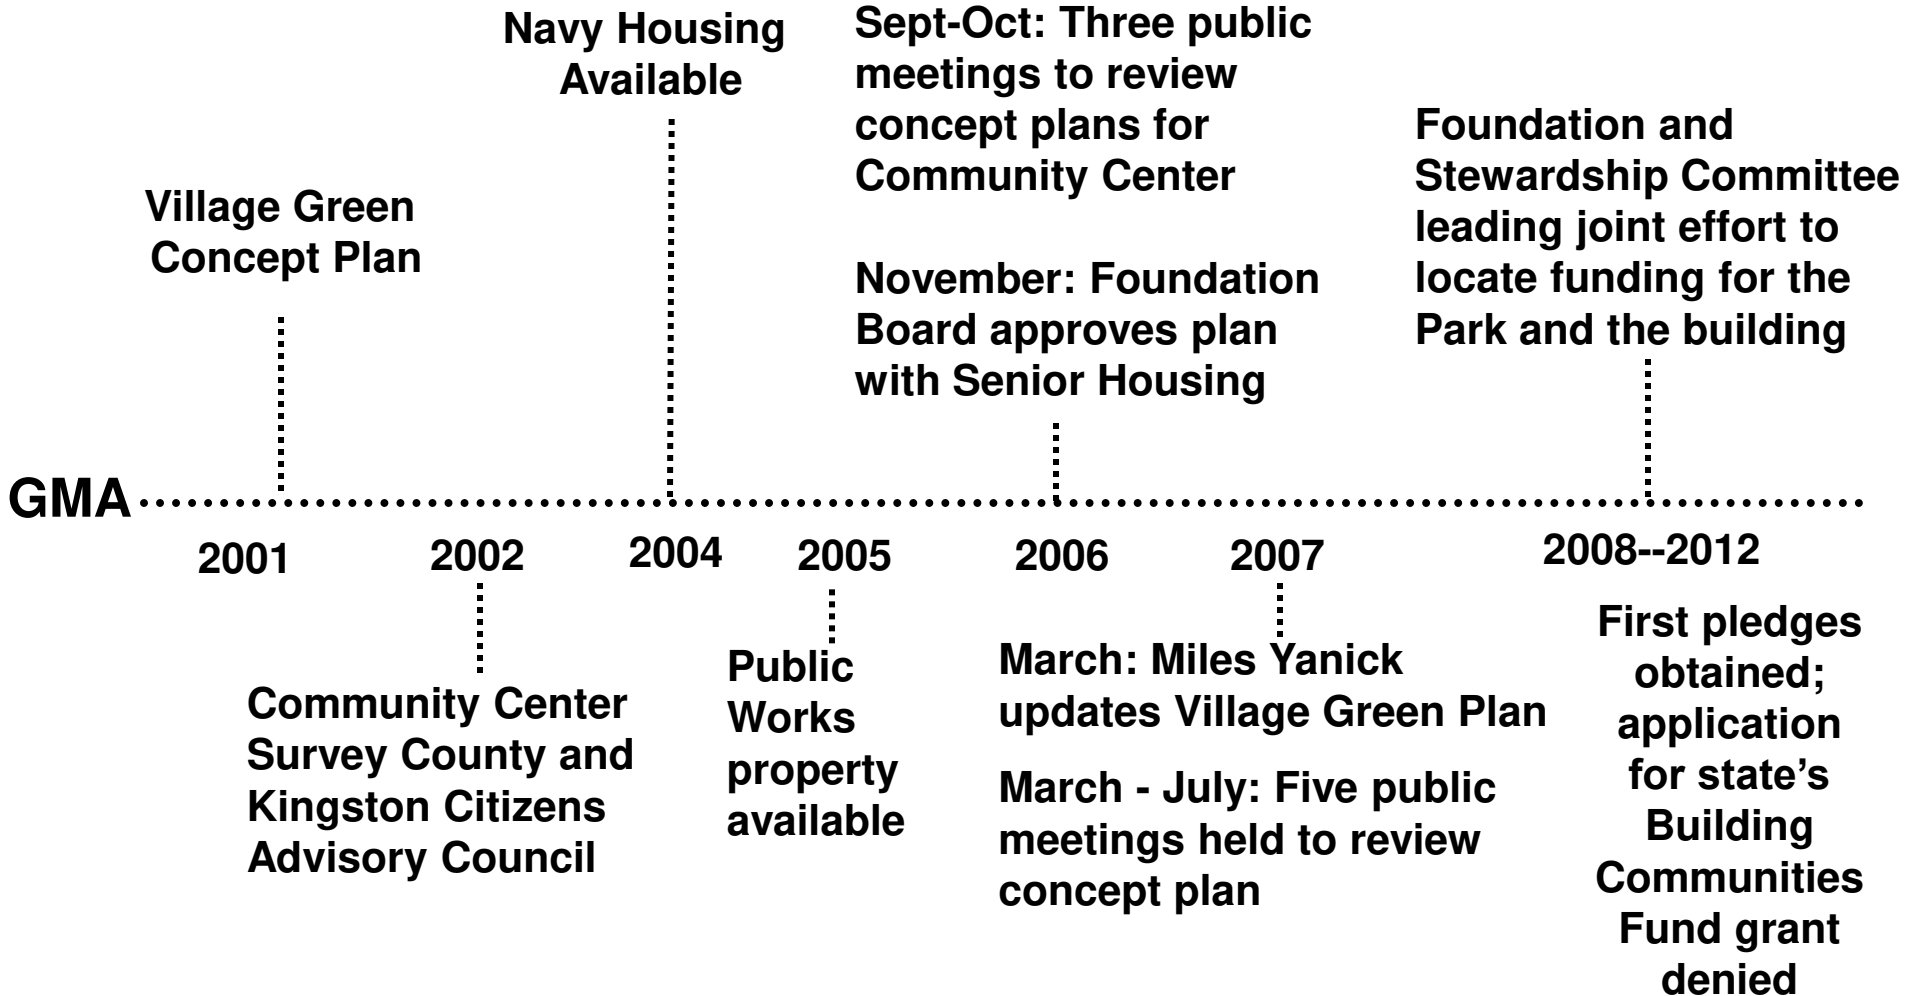 Navy Housing
Available
Sept-Oct: Three public
meetings to review
concept plans for
Community Center
November: Foundation
Board approves plan
with Senior Housing
Foundation and
Stewardship Committee
leading joint effort to
locate funding for the
Park and the building
Village Green
Concept Plan
GMA
2001
2002
2004
2005
2006
2007
2008--2012
Community Center
Survey County and
Kingston Citizens
Advisory Council
Public
Works
property
available
March: Miles Yanick
updates Village Green Plan
March - July: Five public
meetings held to review
concept plan
First pledges
obtained;
application
for state’s
Building
Communities
Fund grant
denied